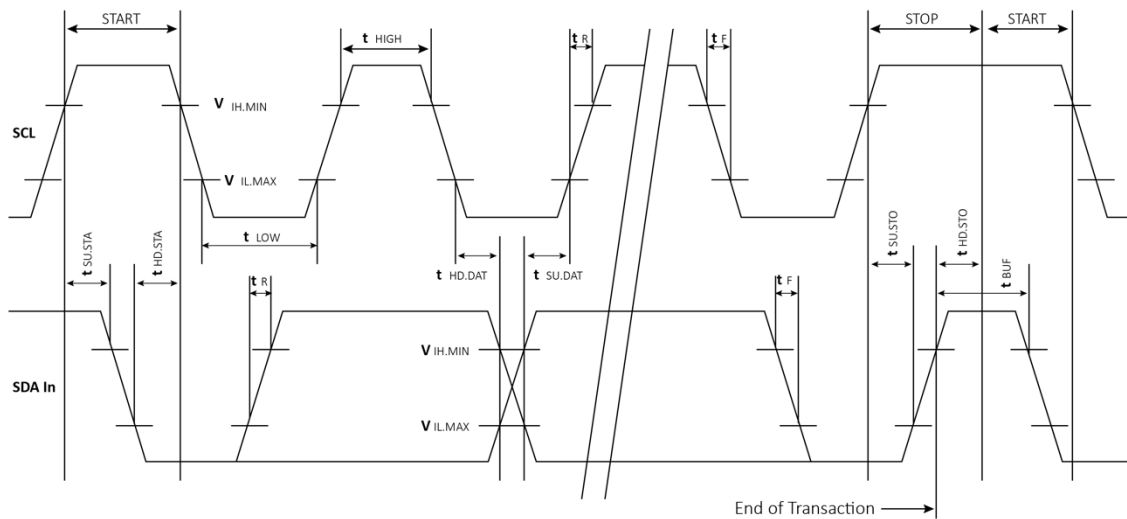 START
STOP
START
t HIGH
t R
t F
V IH.MIN
SCL
V IL.MAX
t SU.STA
t HD.STA
t LOW
t R
t HD.DAT
t SU.DAT
t F
t SU.STO
t HD.STO
t BUF
V IH.MIN
SDA In
V IL.MAX
End of Transaction